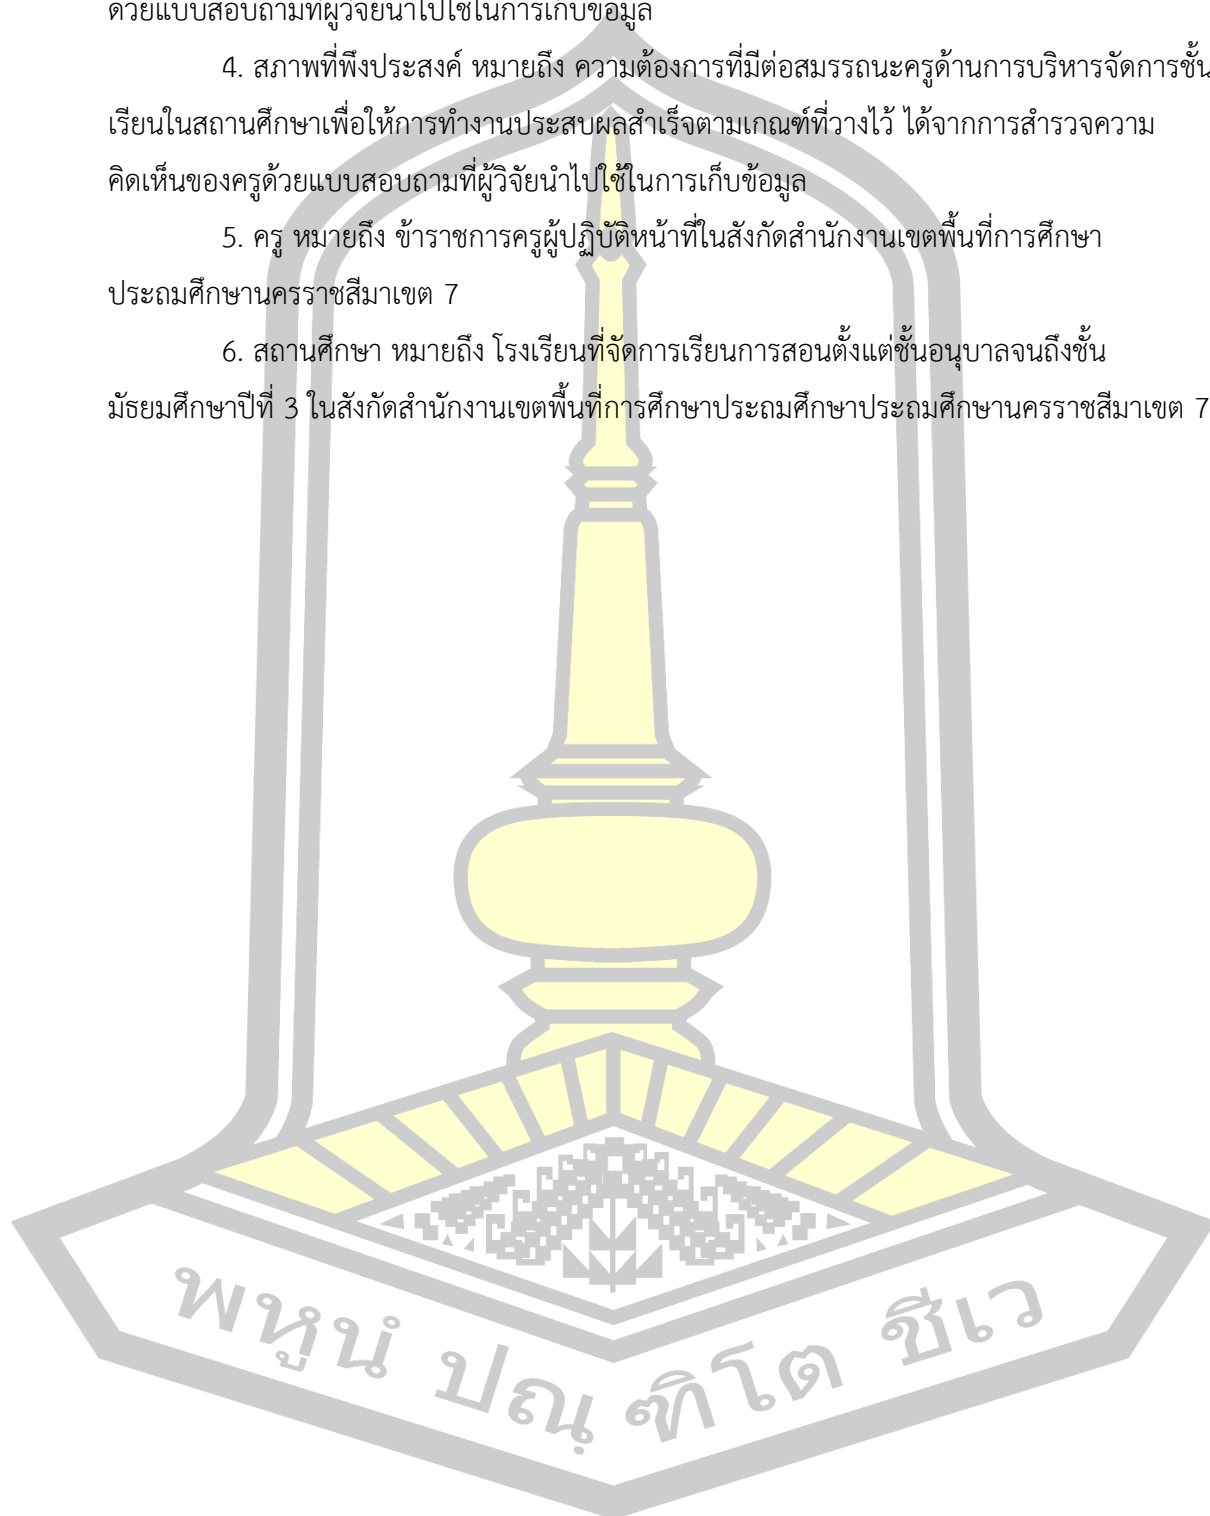 ด้วยแบบสอบถามที่ผู้วิจัยนำไปใช้ในการเก็บข้อมูล
4. สภาพที่พึงประสงค์ หมายถึง ความต้องการที่มีต่อสมรรถนะครูด้านการบริหารจัดการชั้น
เรียนในสถานศึกษาเพื่อให้การทำงานประสบผลสำเร็จตามเกณฑ์ที่วางไว้ ได้จากการสำรวจความ
คิดเห็นของครูด้วยแบบสอบถามที่ผู้วิจัยนำไปใช้ในการเก็บข้อมูล
5. ครู หมายถึง ข้าราชการครูผู้ปฏิบัติหน้าที่ในสังกัดสำนักงานเขตพื้นที่การศึกษา
ประถมศึกษานครราชสีมาเขต 7
6. สถานศึกษา หมายถึง โรงเรียนที่จัดการเรียนการสอนตั้งแต่ชั้นอนุบาลจนถึงชั้น
มัธยมศึกษาปีที่ 3 ในสังกัดสำนักงานเขตพื้นที่การศึกษาประถมศึกษาประถมศึกษานครราชสีมาเขต 7
พหูนํ ปณฺฑิโต ชีเว